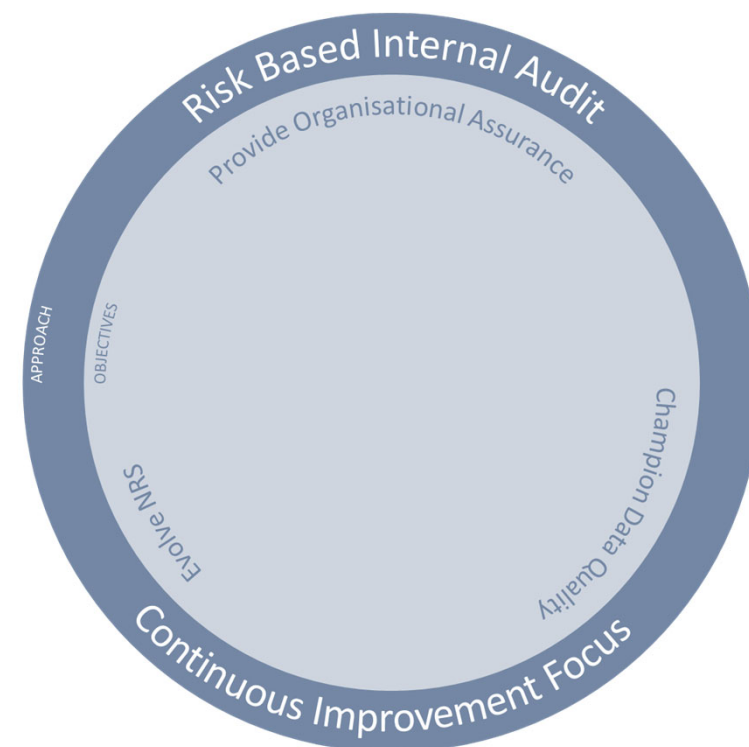 Risk Based Internal Audit
Provide Organisational Assurance
APPROACH
OBJECTIVES
Champion Data Quality
Evolve NRS
Continuous Improvement Focus